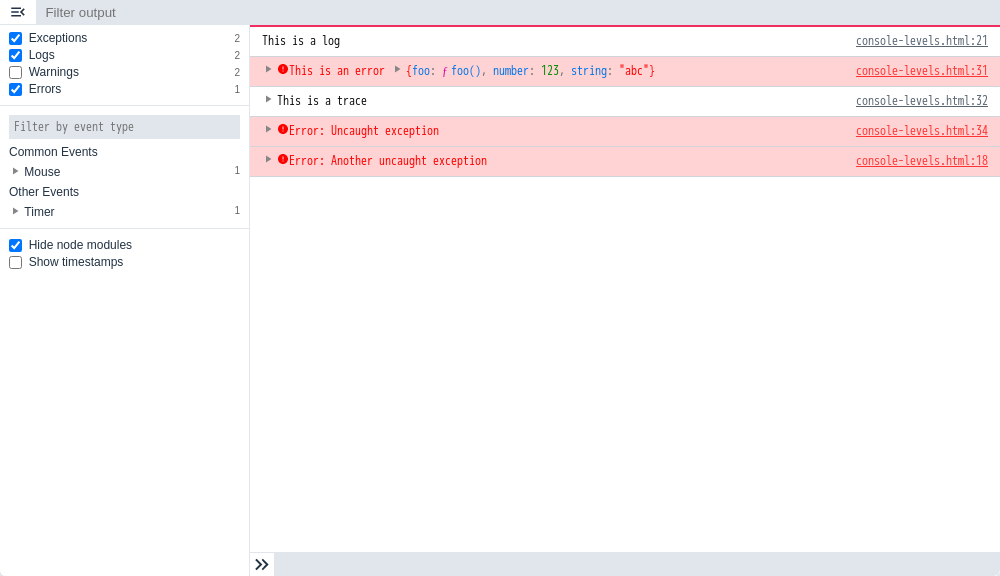 Filter output
Exceptions 2
Logs 2
Warnings 2
Errors 1
Filter by event type
Common Events
Mouse 1
Other Events
Timer 1
Hide node modules
Show timestamps
This is a log console-levels.html:21
This is an error {foo: ƒ foo(), number: 123, string: "abc"} console-levels.html:31
This is a trace console-levels.html:32
Error: Uncaught exception console-levels.html:34
Error: Another uncaught exception console-levels.html:18